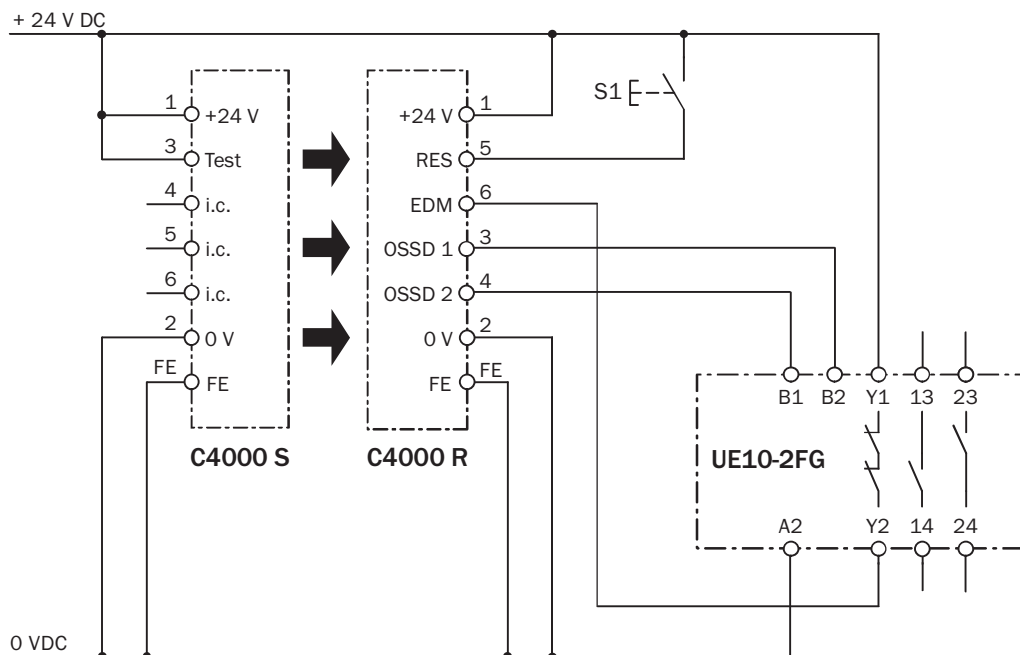 + 24 V DC
S1
1 +24 V
3 Test
4 i.c.
5 i.c.
6 i.c.
2 0 V
FE FE
C4000 S
+24 V 1
RES 5
EDM 6
OSSD 1 3
OSSD 2 4
0 V 2
FE FE
C4000 R
B1 B2 Y1 13 23
UE10-2FG
A2 Y2 14 24
0 VDC